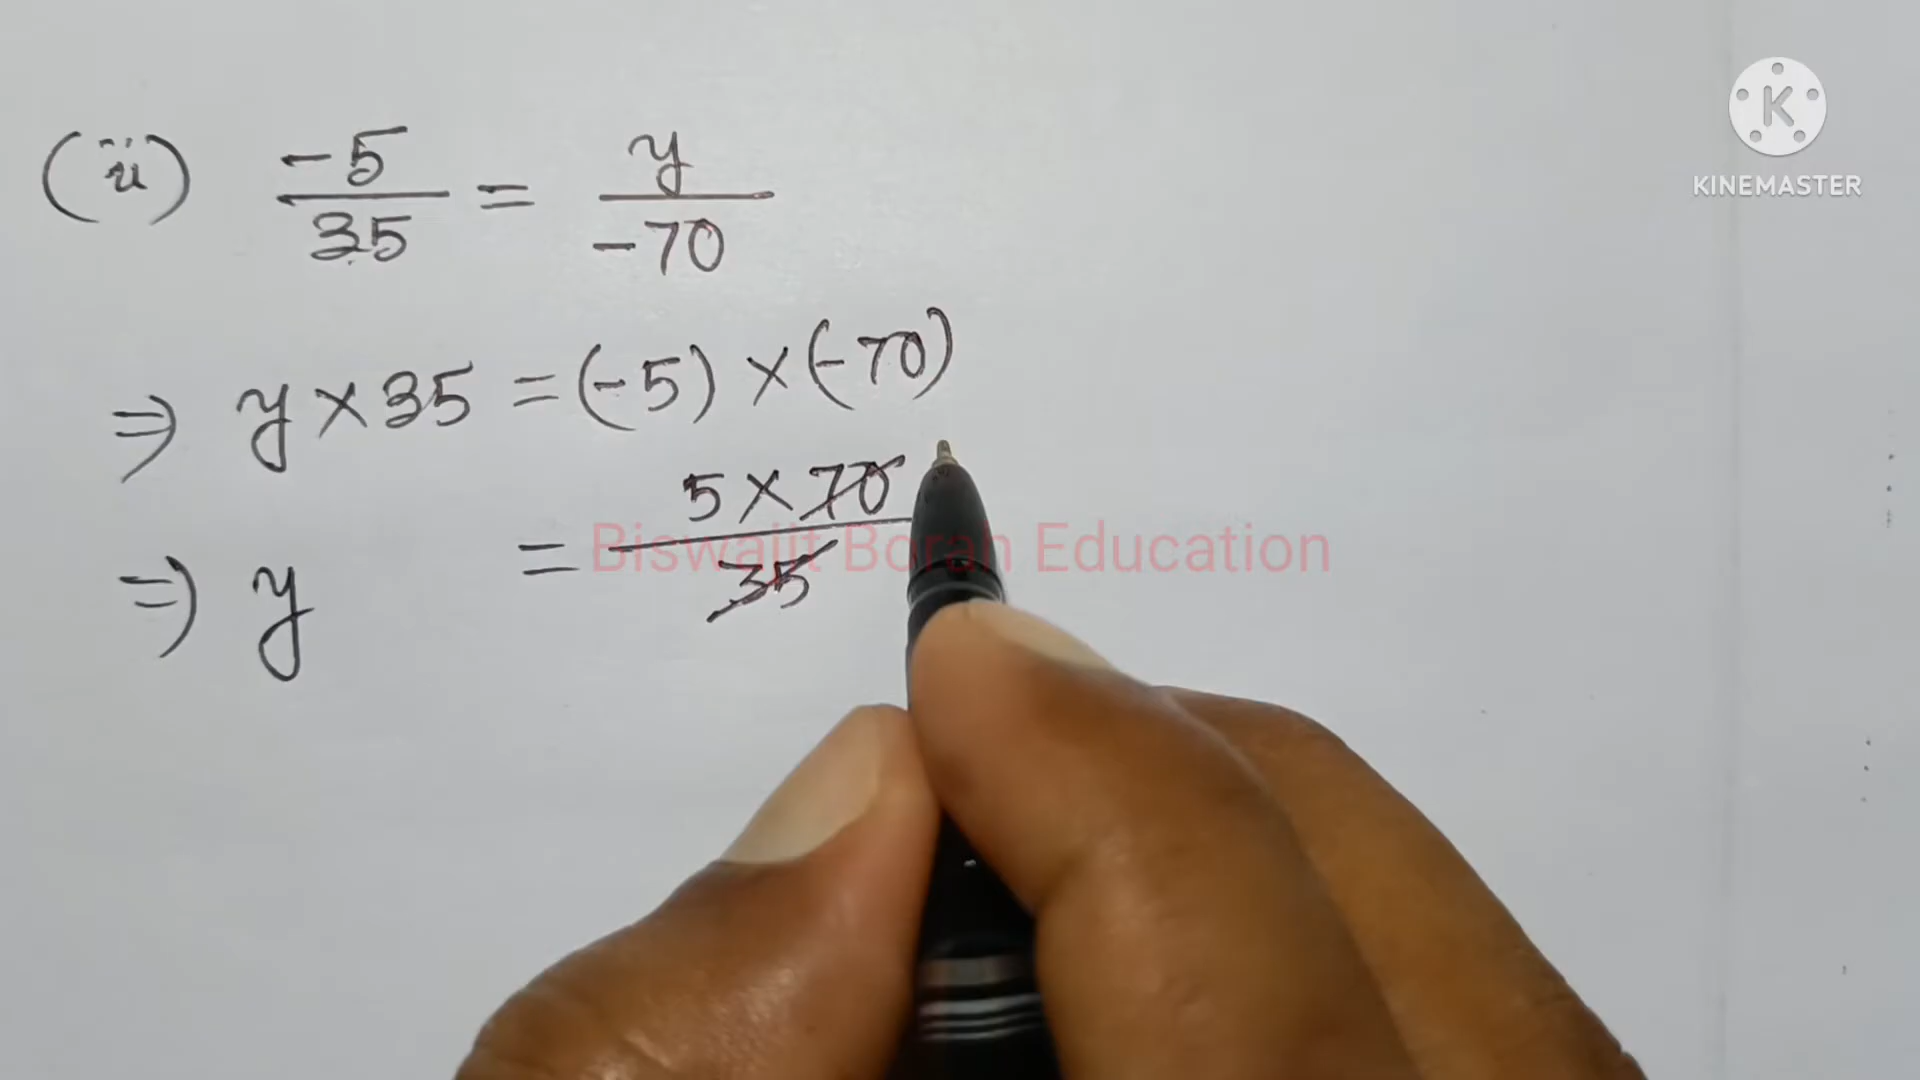 (ii) -5/35 = y/-70
⇒ y × 35 = (-5) × (-70)
⇒ y = 5 × 70/35
Biswajit Borah Education
K
KINEMASTER